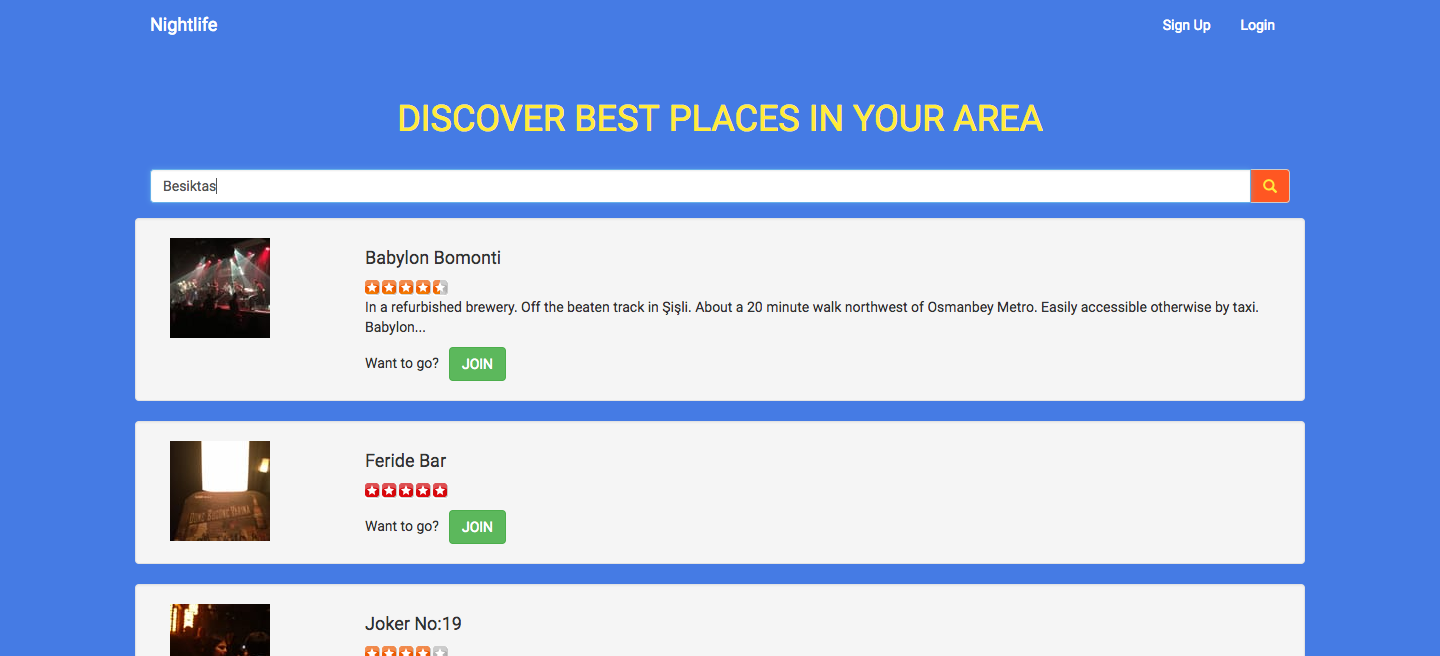 Nightlife
Sign Up
Login
DISCOVER BEST PLACES IN YOUR AREA
Besiktas
Babylon Bomonti
In a refurbished brewery. Off the beaten track in Şişli. About a 20 minute walk northwest of Osmanbey Metro. Easily accessible otherwise by taxi.
Babylon...
Want to go? JOIN
Feride Bar
Want to go? JOIN
Joker No:19